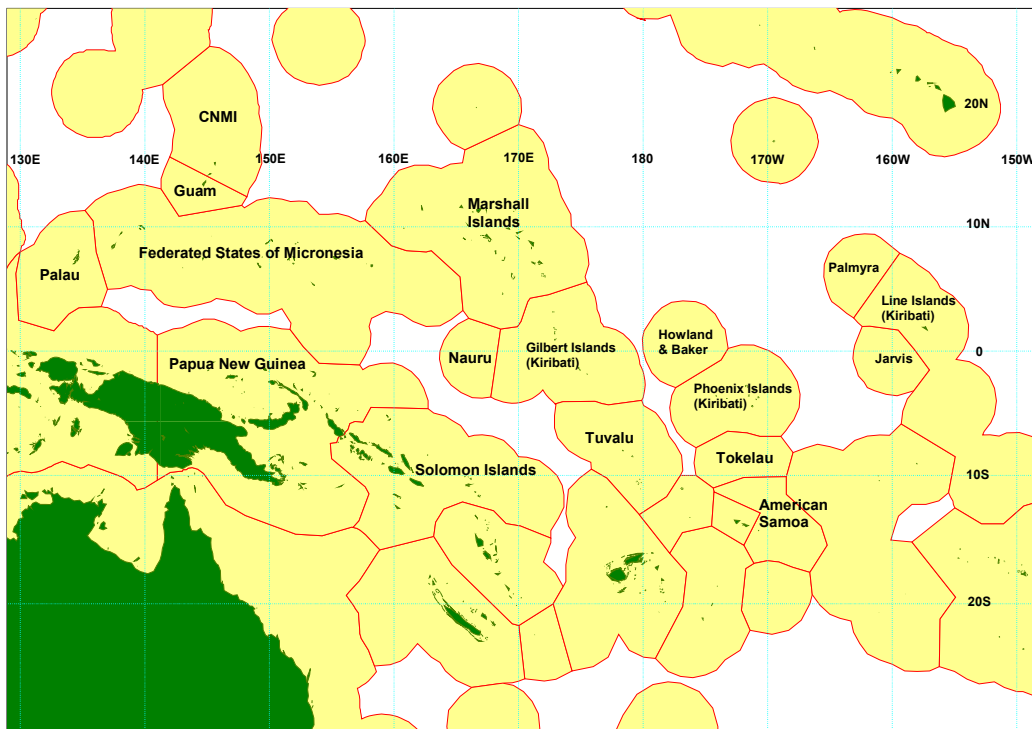 CNMI
20N
130E 140E 150E 160E 170E 180 170W 160W 150W
Guam
Marshall
Islands
10N
Federated States of Micronesia
Palau
Palmyra
Line Islands
(Kiribati)
Howland
& Baker
Gilbert Islands
(Kiribati)
Nauru
0
Jarvis
Papua New Guinea
Phoenix Islands
(Kiribati)
Tuvalu
Tokelau
Solomon Islands
10S
American
Samoa
20S